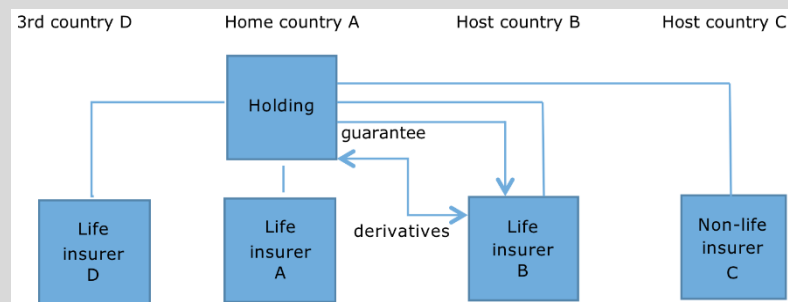 3rd country D Home country A Host country B Host country C
Holding
guarantee
derivatives
Life
insurer
D
Life
insurer
A
Life
insurer
B
Non-life
insurer
C